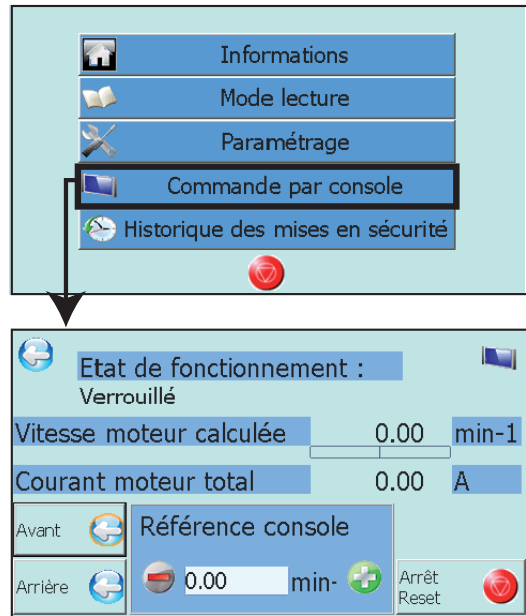 Informations
Mode lecture
Paramétrage
Commande par console
Historique des mises en sécurité
Etat de fonctionnement :
Verrouillé
Vitesse moteur calculée 0.00 min-1
Courant moteur total 0.00 A
Avant
Référence console
Arrière
0.00 min-
Arrêt
Reset